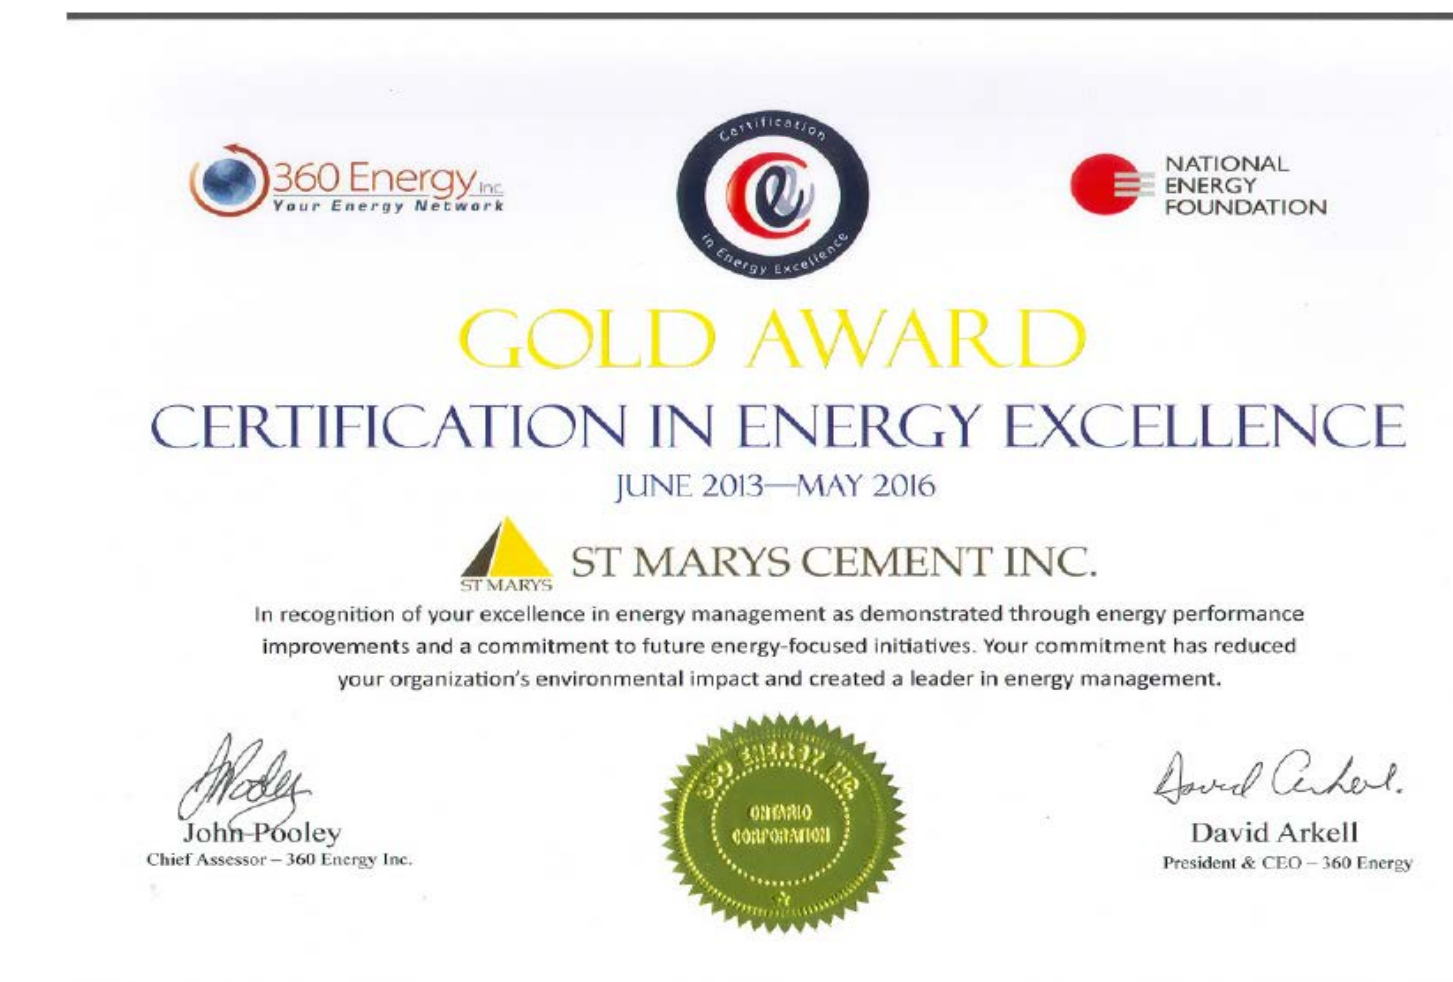 360 Energy Inc.
Your Energy Network
Certification
in Energy Excellence
NATIONAL
ENERGY
FOUNDATION
GOLD AWARD
CERTIFICATION IN ENERGY EXCELLENCE
JUNE 2013—MAY 2016
ST MARYS
ST MARYS CEMENT INC.
In recognition of your excellence in energy management as demonstrated through energy performance
improvements and a commitment to future energy-focused initiatives. Your commitment has reduced
your organization's environmental impact and created a leader in energy management.
360 ENERGY INC.
ONTARIO
CORPORATION
JPooley
John Pooley
Chief Assessor – 360 Energy Inc.
David Arkell.
David Arkell
President & CEO – 360 Energy